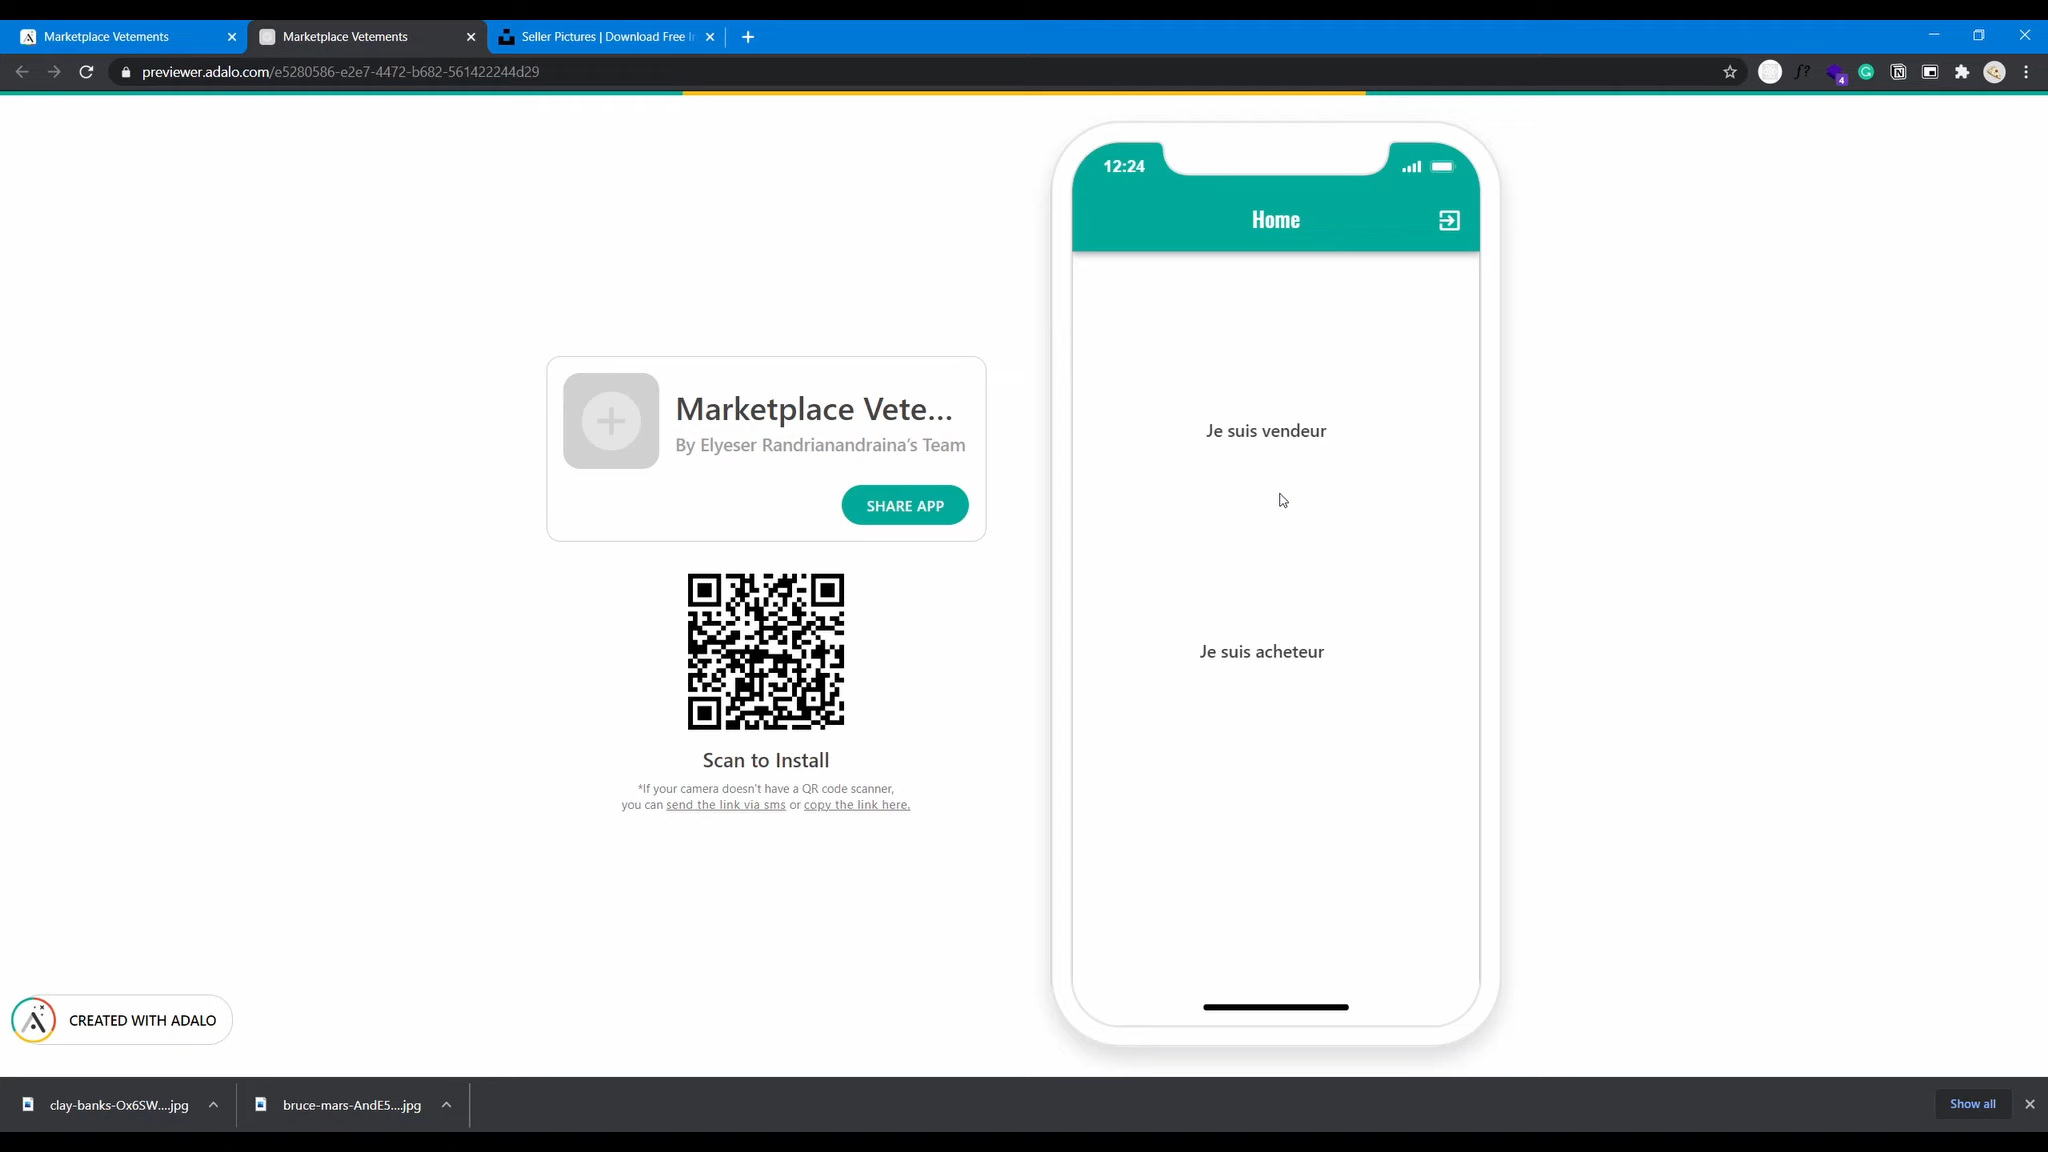 Marketplace Vetements
Marketplace Vetements
Seller Pictures | Download Free I
previewer.adalo.com/e5280586-e2e7-4472-b682-561422244d29
f?
4
12:24
Home
Marketplace Vete...
By Elyeser Randrianandraina's Team
SHARE APP
Je suis vendeur
Je suis acheteur
Scan to Install
*If your camera doesn't have a QR code scanner,
you can send the link via sms or copy the link here.
CREATED WITH ADALO
clay-banks-Ox6SW....jpg
bruce-mars-AndE5....jpg
Show all